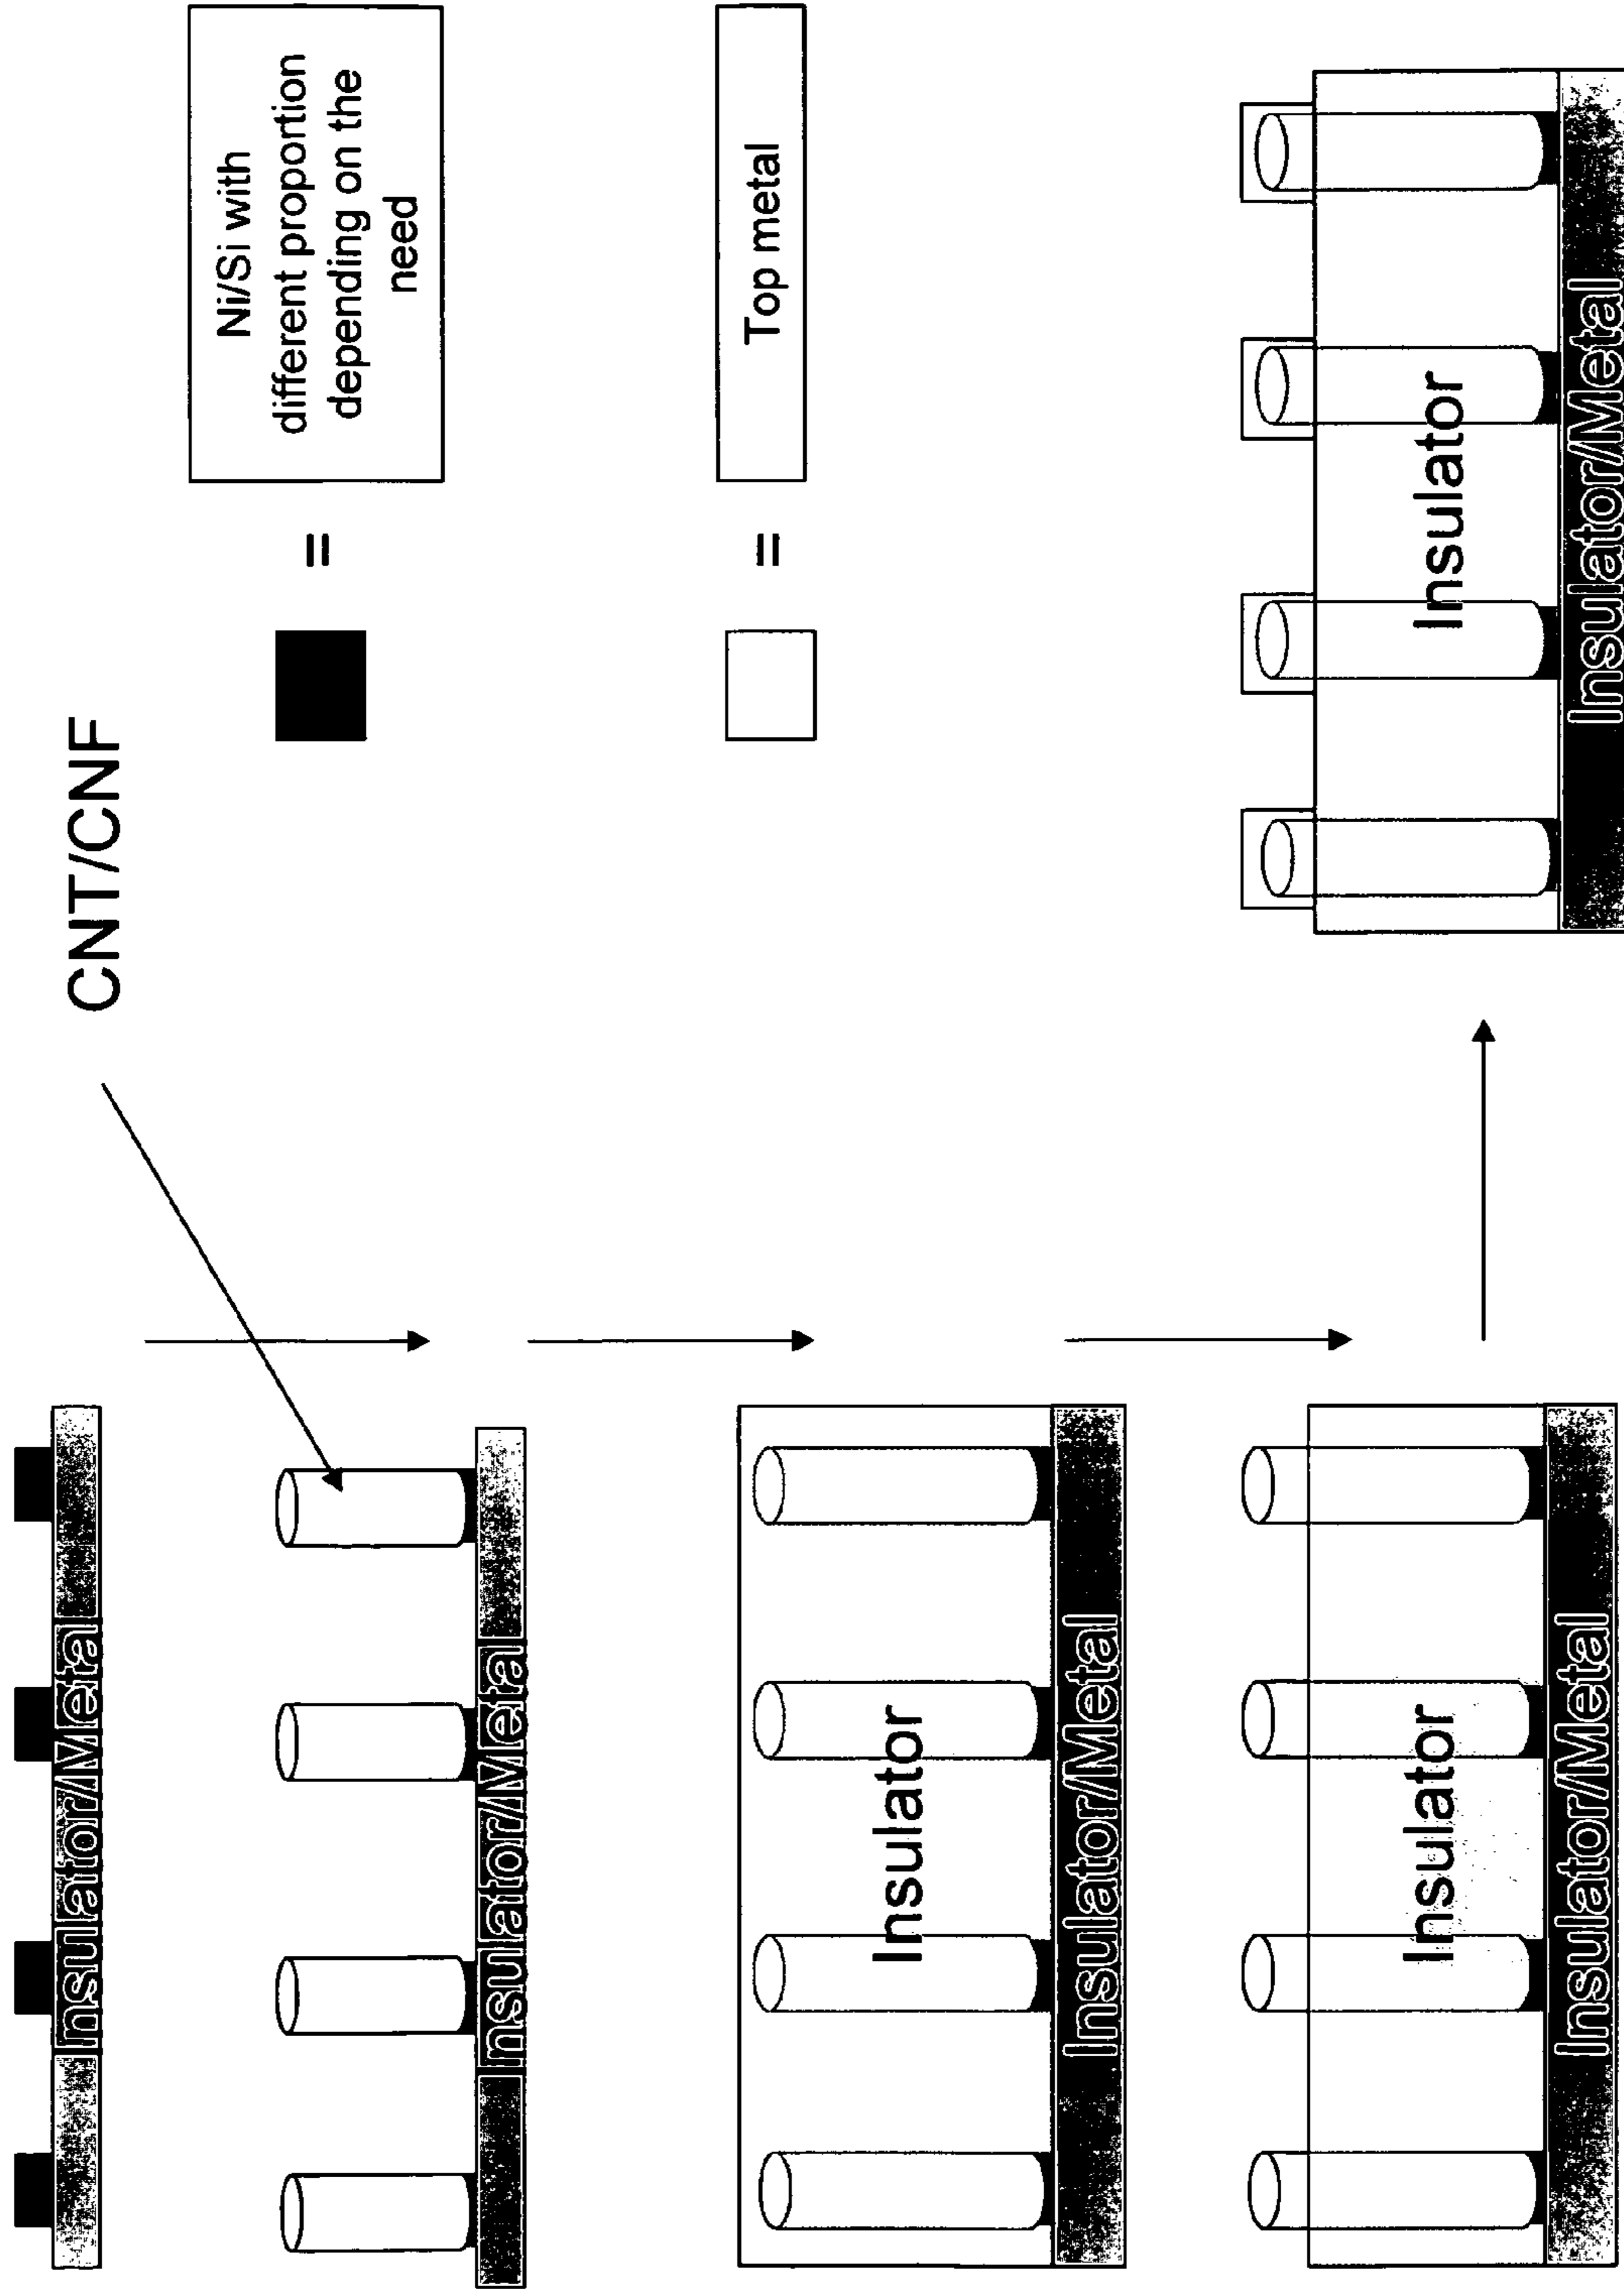 CNT/CNF
Insulator/Metal
Insulator/Metal
Insulator
Insulator/Metal
Insulator
Insulator/Metal
Ni/Si with
different proportion
depending on the
need
=
Top metal
=
Insulator
Insulator/Metal